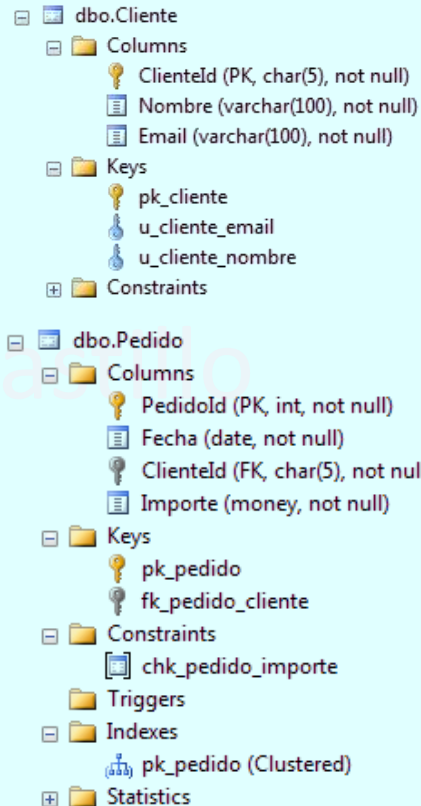 dbo.Cliente
Columns
ClienteId (PK, char(5), not null)
Nombre (varchar(100), not null)
Email (varchar(100), not null)
Keys
pk_cliente
u_cliente_email
u_cliente_nombre
Constraints
dbo.Pedido
astillo
Columns
PedidoId (PK, int, not null)
Fecha (date, not null)
ClienteId (FK, char(5), not nul
Importe (money, not null)
Keys
pk_pedido
fk_pedido_cliente
Constraints
chk_pedido_importe
Triggers
Indexes
pk_pedido (Clustered)
Statistics